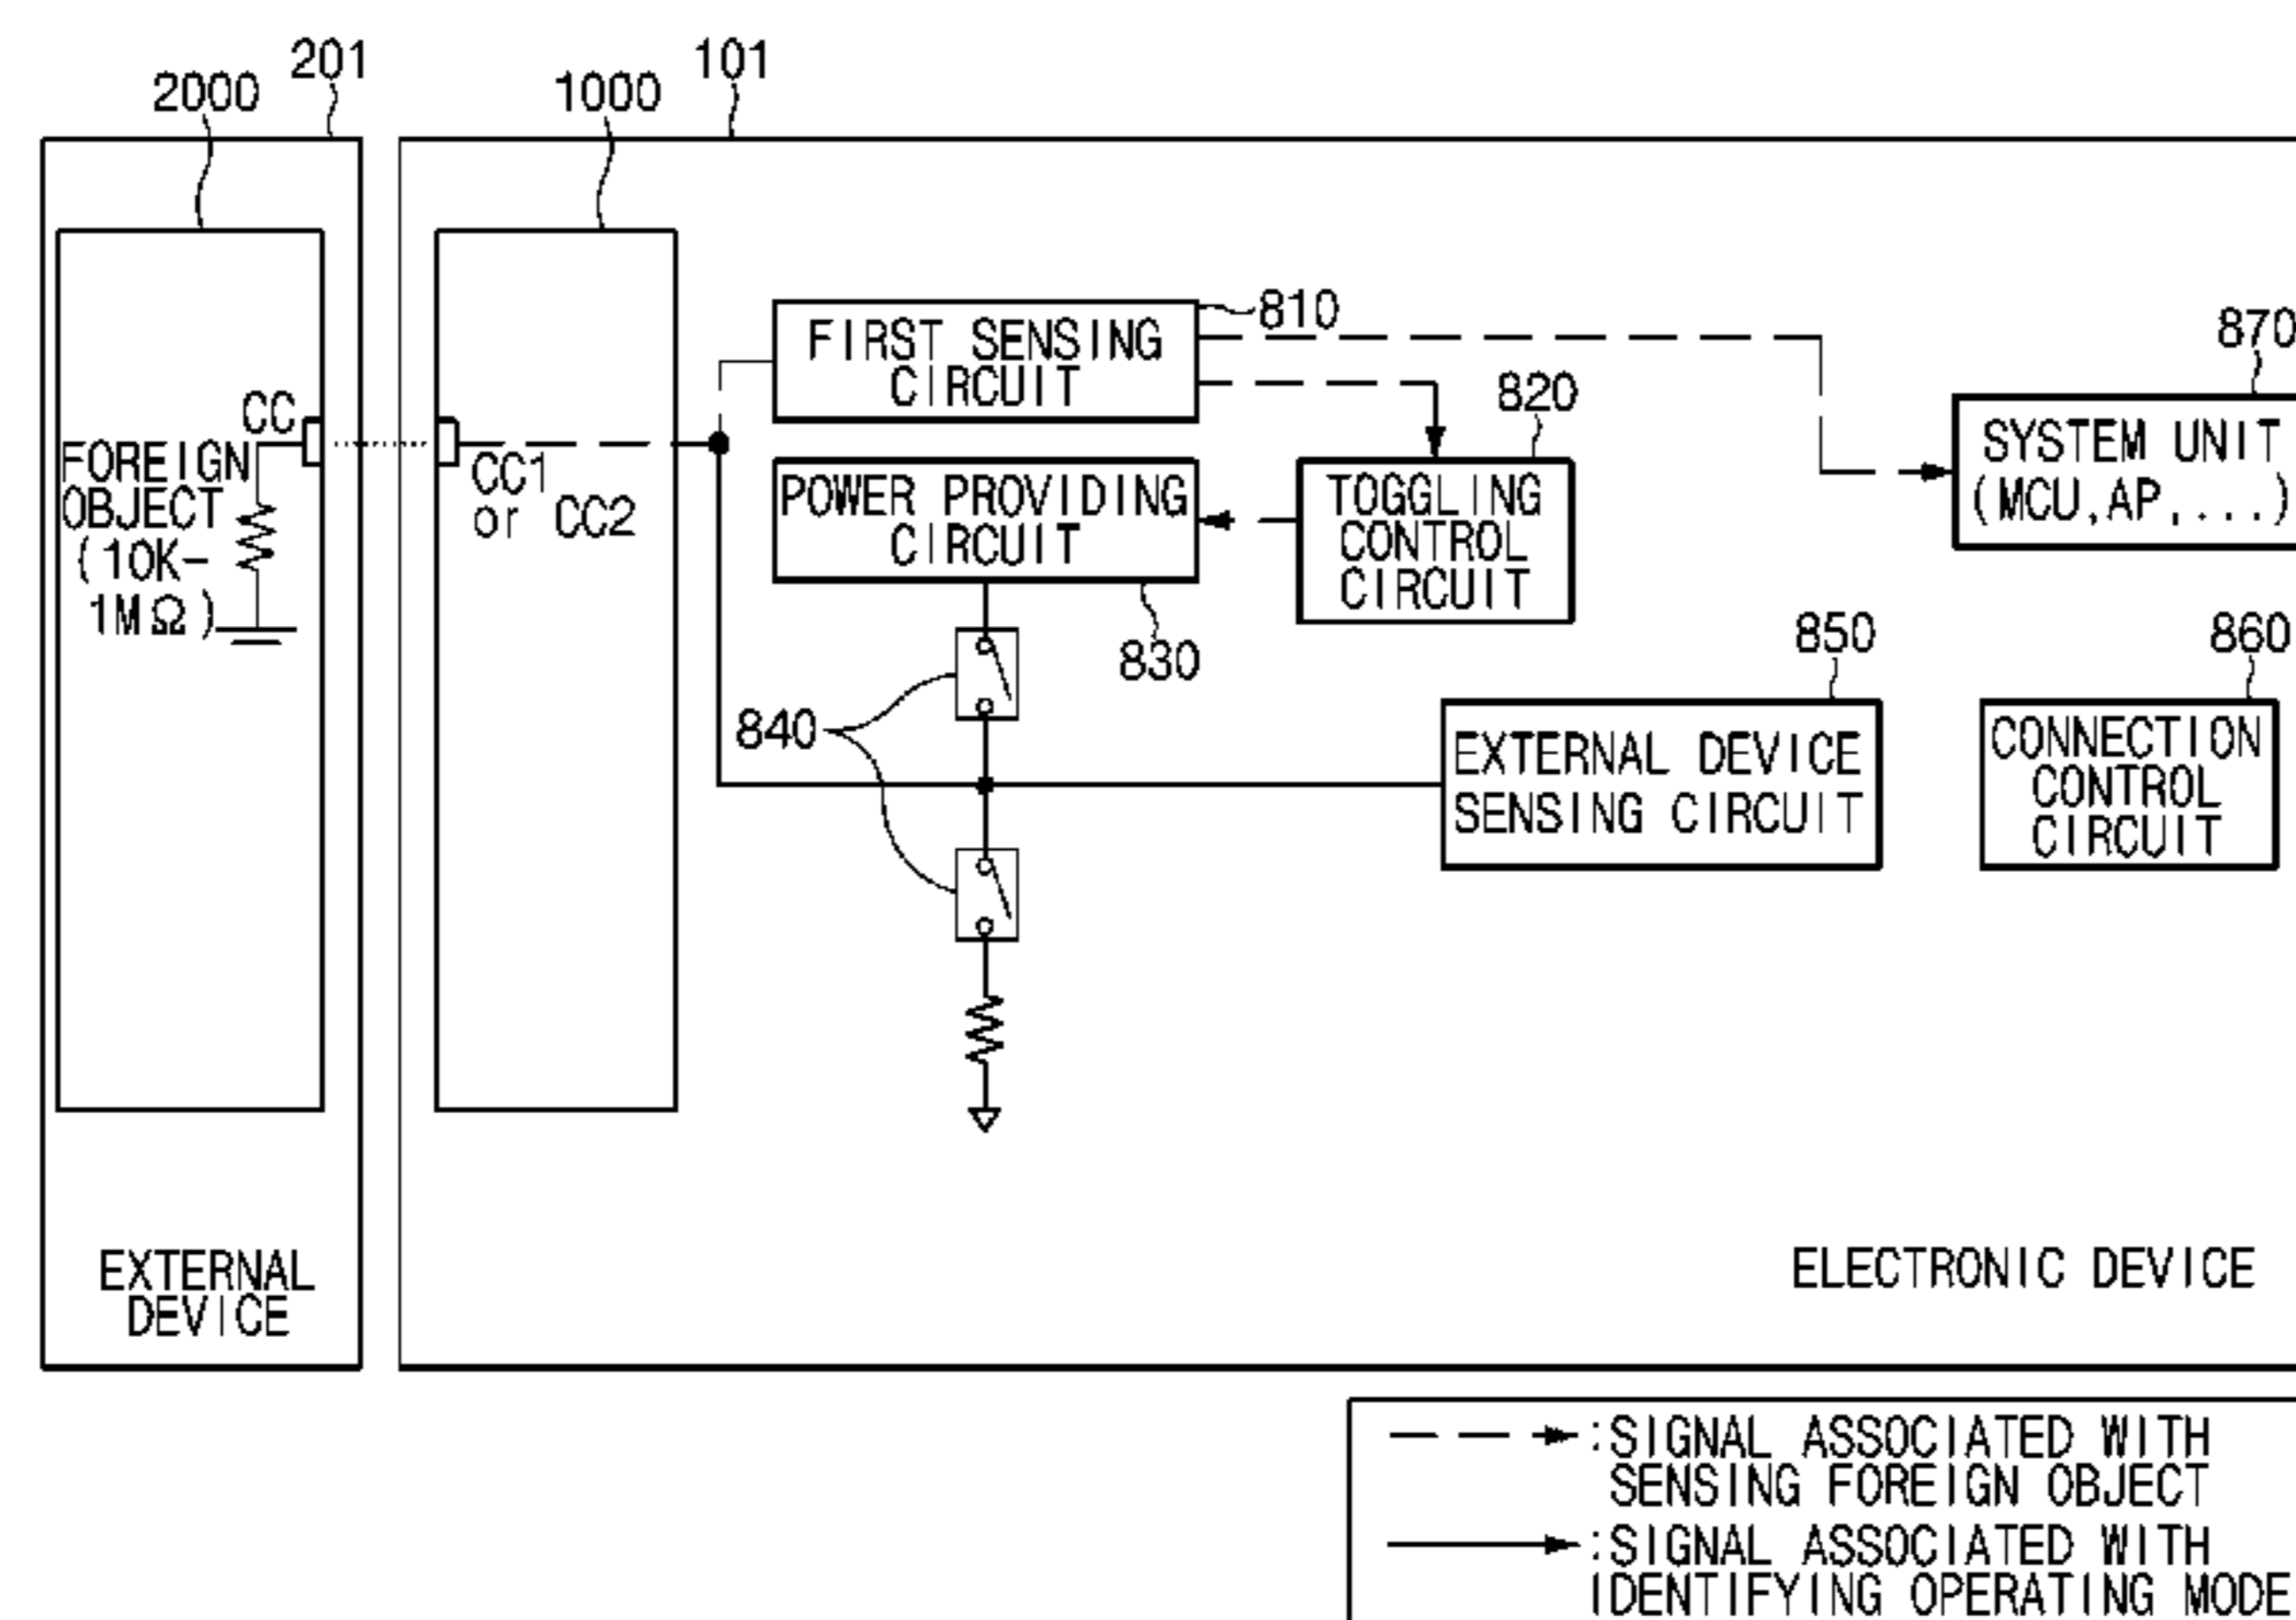 201
101
2000
1000
810
FIRST SENSING
CIRCUIT
870
820
CC
SYSTEM UNIT
(MCU,AP,...)
FOREIGN
OBJECT
(10K-
1MΩ)
CC1
or CC2
POWER PROVIDING
CIRCUIT
TOGGLING
CONTROL
CIRCUIT
830
850
860
840
EXTERNAL DEVICE
SENSING CIRCUIT
CONNECTION
CONTROL
CIRCUIT
EXTERNAL
DEVICE
ELECTRONIC DEVICE
:SIGNAL ASSOCIATED WITH
SENSING FOREIGN OBJECT
:SIGNAL ASSOCIATED WITH
IDENTIFYING OPERATING MODE